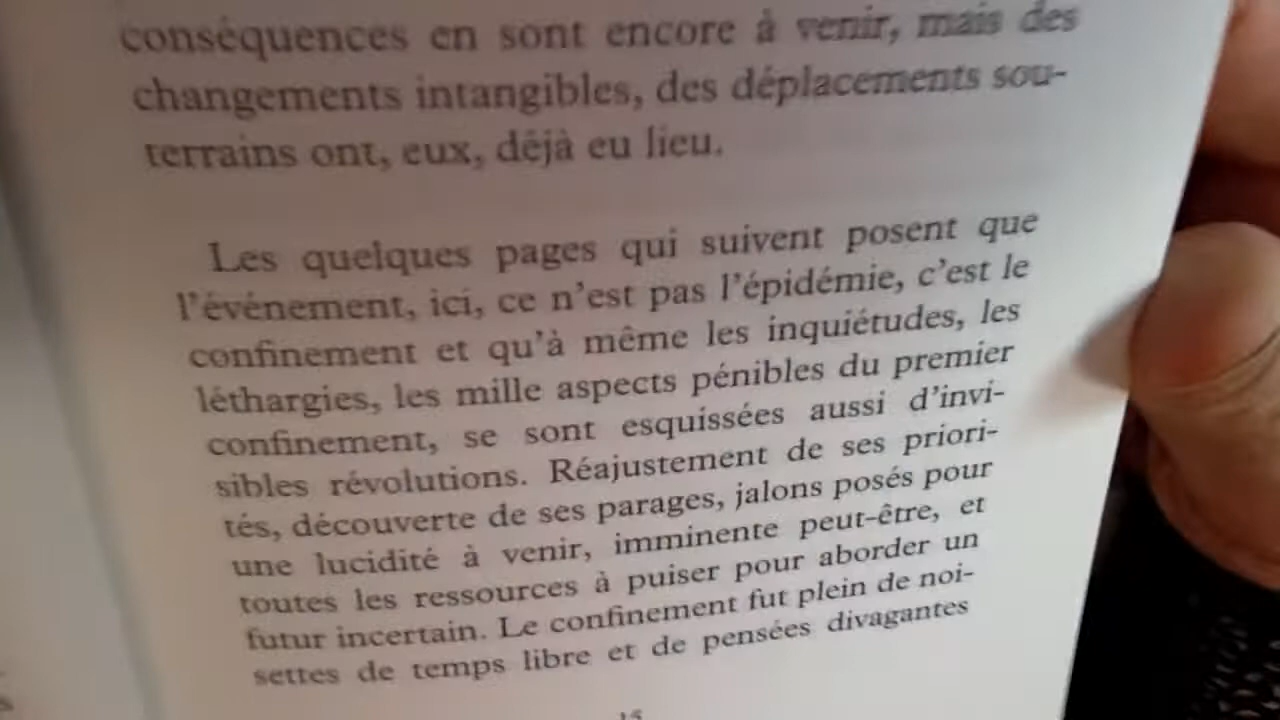 conséquences en sont encore à venir, mais des
changements intangibles, des déplacements sou-
terrains ont, eux, déjà eu lieu.
Les quelques pages qui suivent posent que
l'événement, ici, ce n'est pas l'épidémie, c'est le
confinement et qu'à même les inquiétudes, les
léthargies, les mille aspects pénibles du premier
confinement, se sont esquissées aussi d'invi-
sibles révolutions. Réajustement de ses priori-
tés, découverte de ses parages, jalons posés pour
une lucidité à venir, imminente peut-être, et
toutes les ressources à puiser pour aborder un
futur incertain. Le confinement fut plein de noi-
settes de temps libre et de pensées divagantes
15